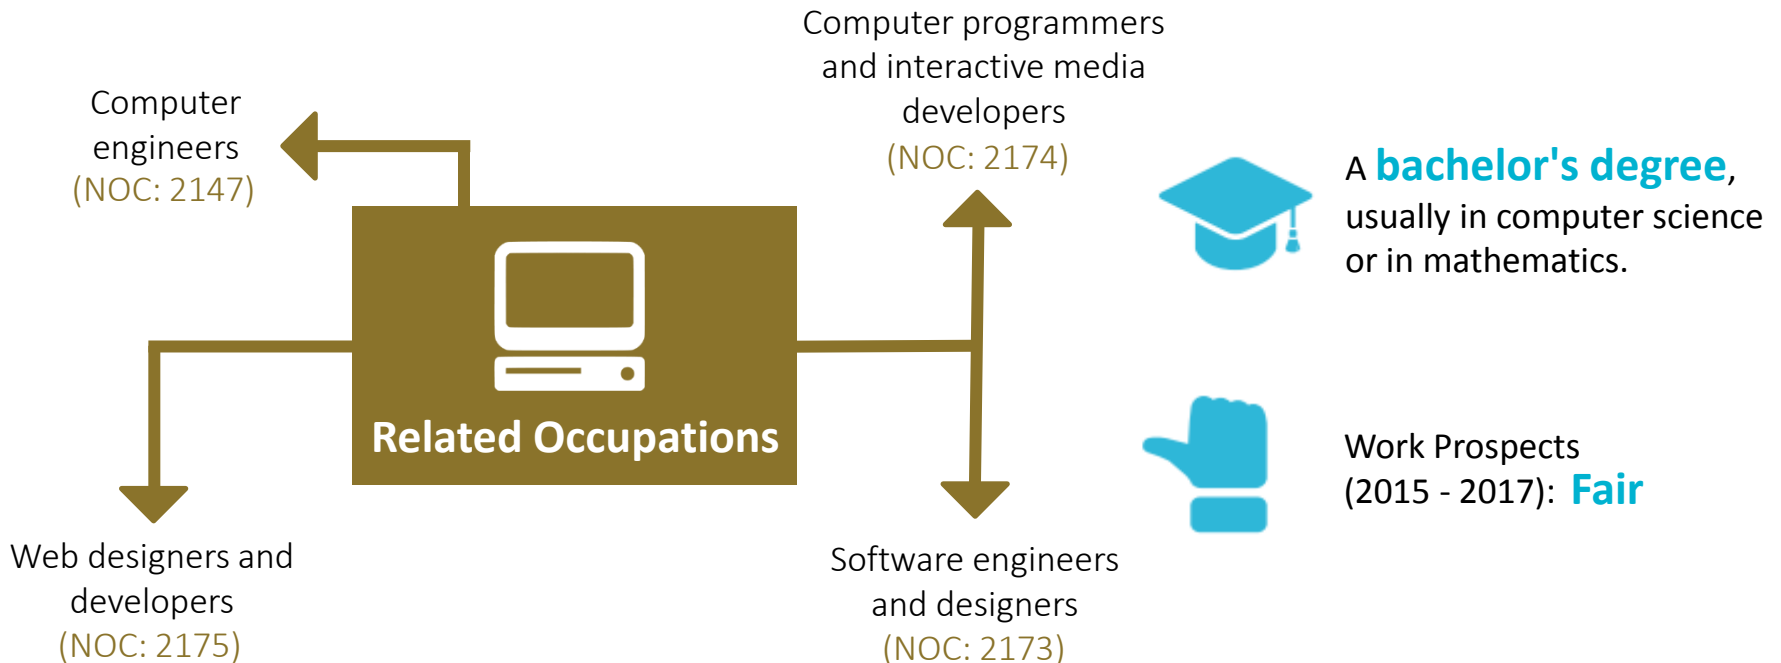 Computer programmers
and interactive media
developers
(NOC: 2174)
Computer
engineers
(NOC: 2147)
A bachelor's degree,
usually in computer science
or in mathematics.
Related Occupations
Work Prospects
(2015 - 2017): Fair
Web designers and
developers
(NOC: 2175)
Software engineers
and designers
(NOC: 2173)